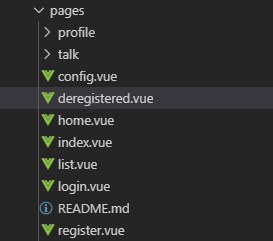 pages
profile
talk
config.vue
deregistered.vue
home.vue
index.vue
list.vue
login.vue
README.md
register.vue